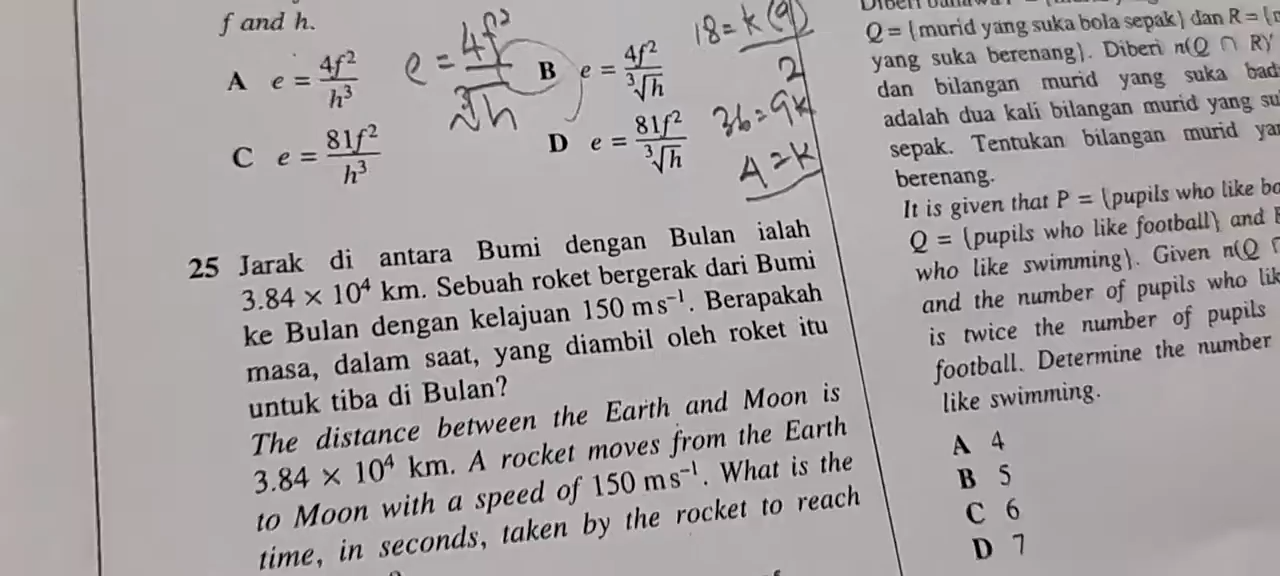 f and h.
A e = 4f²/h³
e = 4f²/∛h
B e = 4f²/∛h
C e = 81f²/h³
D e = 81f²/∛h
18 = k(9)
2
36 = 9k
4 = k
25 Jarak di antara Bumi dengan Bulan ialah
3.84 × 10⁴ km. Sebuah roket bergerak dari Bumi
ke Bulan dengan kelajuan 150 ms⁻¹. Berapakah
masa, dalam saat, yang diambil oleh roket itu
untuk tiba di Bulan?
The distance between the Earth and Moon is
3.84 × 10⁴ km. A rocket moves from the Earth
to Moon with a speed of 150 ms⁻¹. What is the
time, in seconds, taken by the rocket to reach
Q = {murid yang suka bola sepak} dan R = {
yang suka berenang}. Diberi n(Q ∩ R)'
dan bilangan murid yang suka bad
adalah dua kali bilangan murid yang su
sepak. Tentukan bilangan murid ya
berenang.
It is given that P = {pupils who like ba
Q = {pupils who like football} and
who like swimming}. Given n(Q
and the number of pupils who lik
is twice the number of pupils
football. Determine the number
like swimming.
A 4
B 5
C 6
D 7